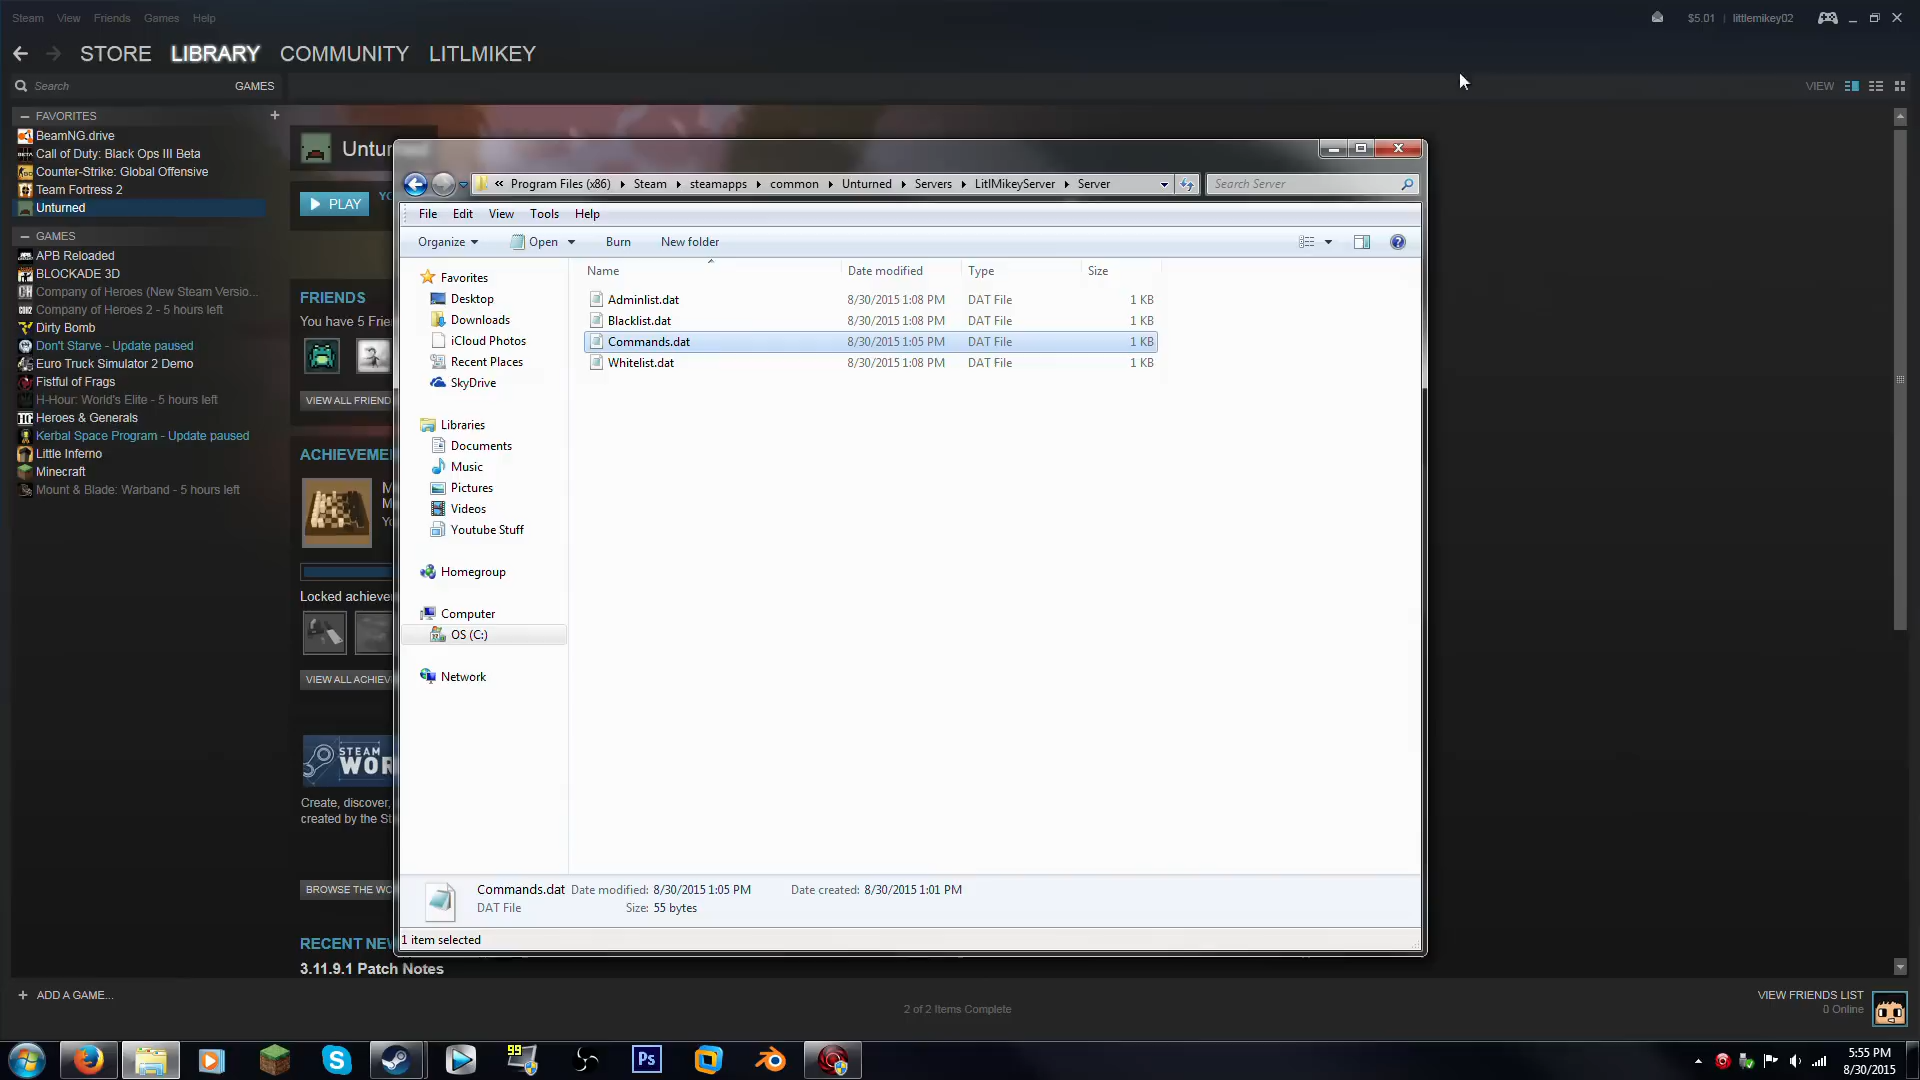 Steam View Friends Games Help
$5.01 | littlemikey02
STORE LIBRARY COMMUNITY LITLMIKEY
Search GAMES VIEW
— FAVORITES +
BeamNG.drive
Call of Duty: Black Ops III Beta
Counter-Strike: Global Offensive
Team Fortress 2
Unturned
— GAMES
APB Reloaded
BLOCKADE 3D
Company of Heroes (New Steam Versio...
Company of Heroes 2 - 5 hours left
Dirty Bomb
Don't Starve - Update paused
Euro Truck Simulator 2 Demo
Fistful of Frags
H-Hour: World's Elite - 5 hours left
Heroes & Generals
Kerbal Space Program - Update paused
Little Inferno
Minecraft
Mount & Blade: Warband - 5 hours left
Untur
PLAY YO
FRIENDS
You have 5 Frie
VIEW ALL FRIEND
ACHIEVEME
M
M
Yo
Locked achieve
VIEW ALL ACHIEV
STEAM
WOR
Create, discover,
created by the St
BROWSE THE WO
RECENT NEW
3.11.9.1 Patch Notes
« Program Files (x86) Steam steamapps common Unturned Servers LitlMikeyServer Server
Search Server
File Edit View Tools Help
Organize Open Burn New folder
Favorites
Desktop
Downloads
iCloud Photos
Recent Places
SkyDrive
Libraries
Documents
Music
Pictures
Videos
Youtube Stuff
Homegroup
Computer
OS (C:)
Network
Name Date modified Type Size
Adminlist.dat 8/30/2015 1:08 PM DAT File 1 KB
Blacklist.dat 8/30/2015 1:08 PM DAT File 1 KB
Commands.dat 8/30/2015 1:05 PM DAT File 1 KB
Whitelist.dat 8/30/2015 1:08 PM DAT File 1 KB
Commands.dat Date modified: 8/30/2015 1:05 PM Date created: 8/30/2015 1:01 PM
DAT File Size: 55 bytes
1 item selected
+ ADD A GAME...
2 of 2 Items Complete
VIEW FRIENDS LIST
0 Online
99
Ps
5:55 PM
8/30/2015